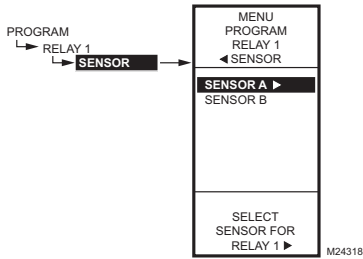 PROGRAM
RELAY 1
SENSOR
MENU
PROGRAM
RELAY 1
◄ SENSOR
SENSOR A ►
SENSOR B
SELECT
SENSOR FOR
RELAY 1 ►
M24318